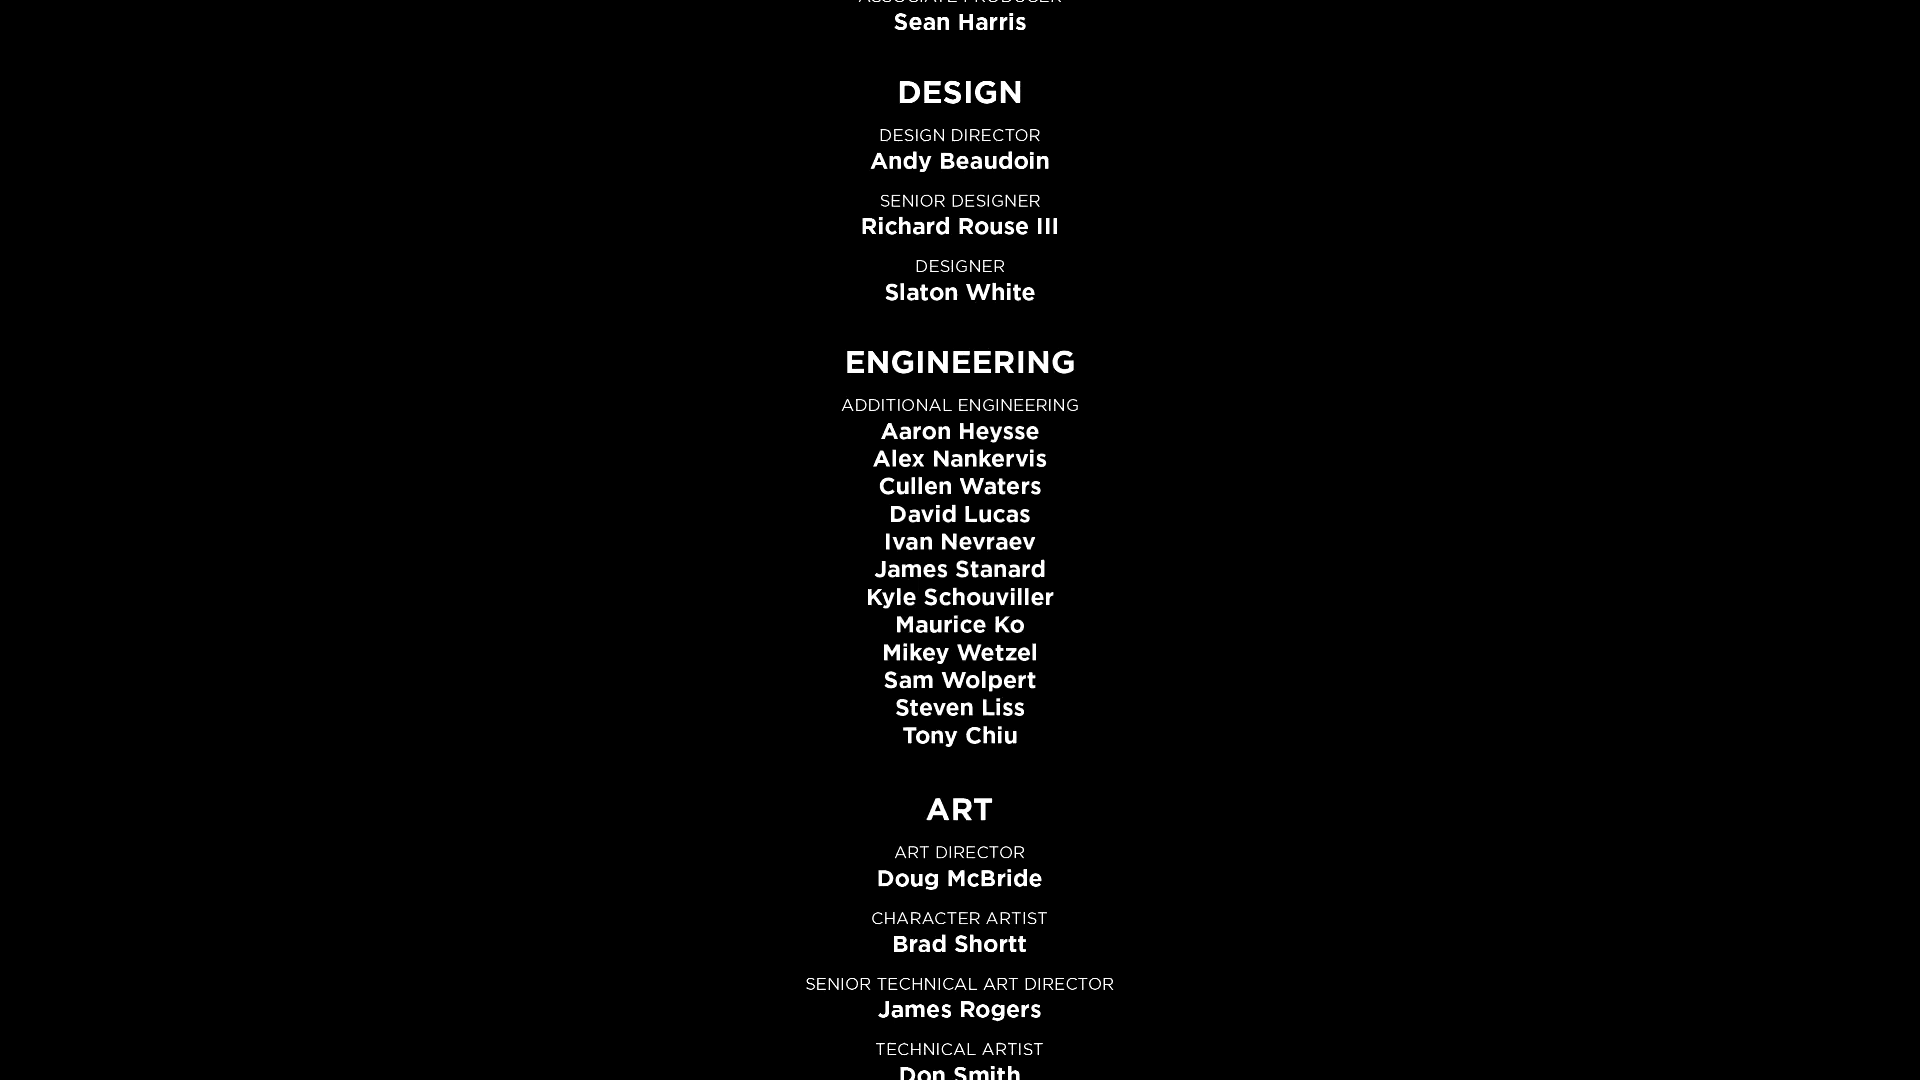 ASSOCIATE PRODUCER
Sean Harris
DESIGN
DESIGN DIRECTOR
Andy Beaudoin
SENIOR DESIGNER
Richard Rouse III
DESIGNER
Slaton White
ENGINEERING
ADDITIONAL ENGINEERING
Aaron Heysse
Alex Nankervis
Cullen Waters
David Lucas
Ivan Nevraev
James Stanard
Kyle Schouviller
Maurice Ko
Mikey Wetzel
Sam Wolpert
Steven Liss
Tony Chiu
ART
ART DIRECTOR
Doug McBride
CHARACTER ARTIST
Brad Shortt
SENIOR TECHNICAL ART DIRECTOR
James Rogers
TECHNICAL ARTIST
Don Smith